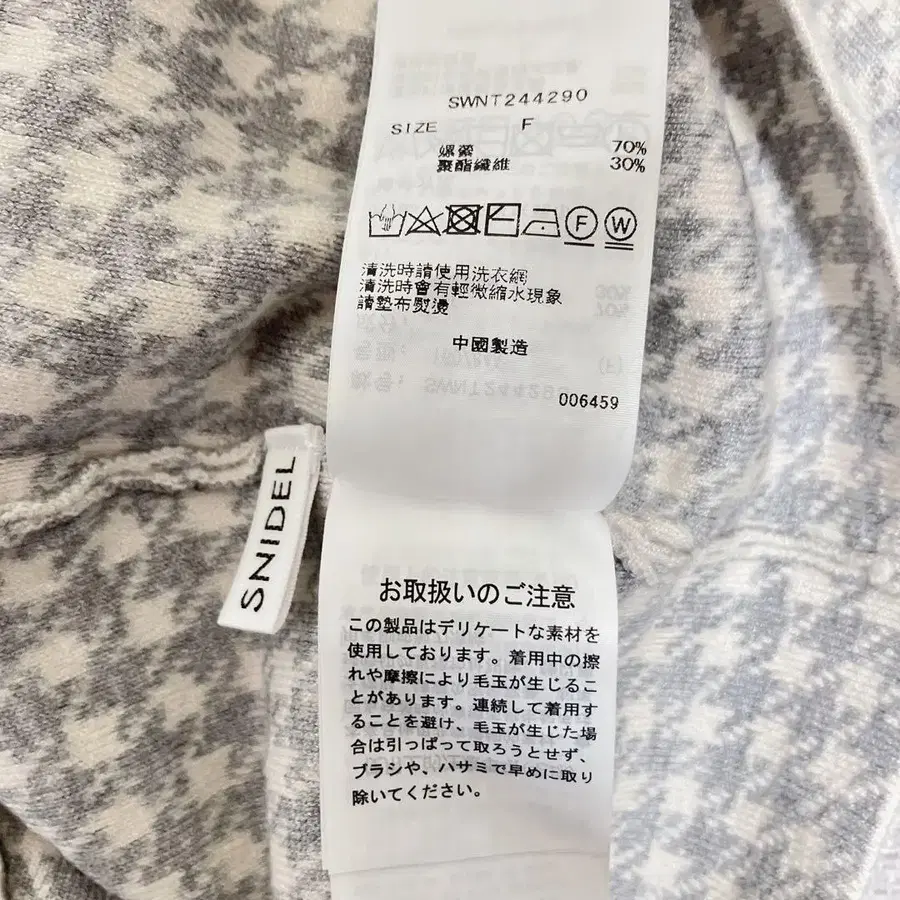 SWNT244290
SIZE F
嫘縈 70%
聚酯纖維 30%
F W
清洗時請使用洗衣網
清洗時會有輕微縮水現象
請墊布熨燙
中國製造
006459
SNIDEL
お取扱いのご注意
この製品はデリケートな素材を
使用しております。着用中の擦
れや摩擦により毛玉が生じるこ
とがあります。連続して着用す
ることを避け、毛玉が生じた場
合は引っぱって取ろうとせず、
ブラシや、ハサミで早めに取り
除いてください。